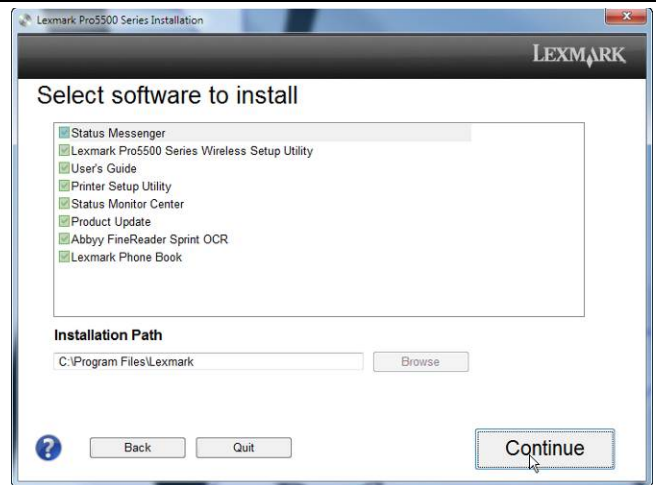 Lexmark Pro5500 Series Installation
LEXMARK
Select software to install
Status Messenger
Lexmark Pro5500 Series Wireless Setup Utility
User's Guide
Printer Setup Utility
Status Monitor Center
Product Update
Abbyy FineReader Sprint OCR
Lexmark Phone Book
Installation Path
C:\Program Files\Lexmark
Browse
?
Back
Quit
Continue